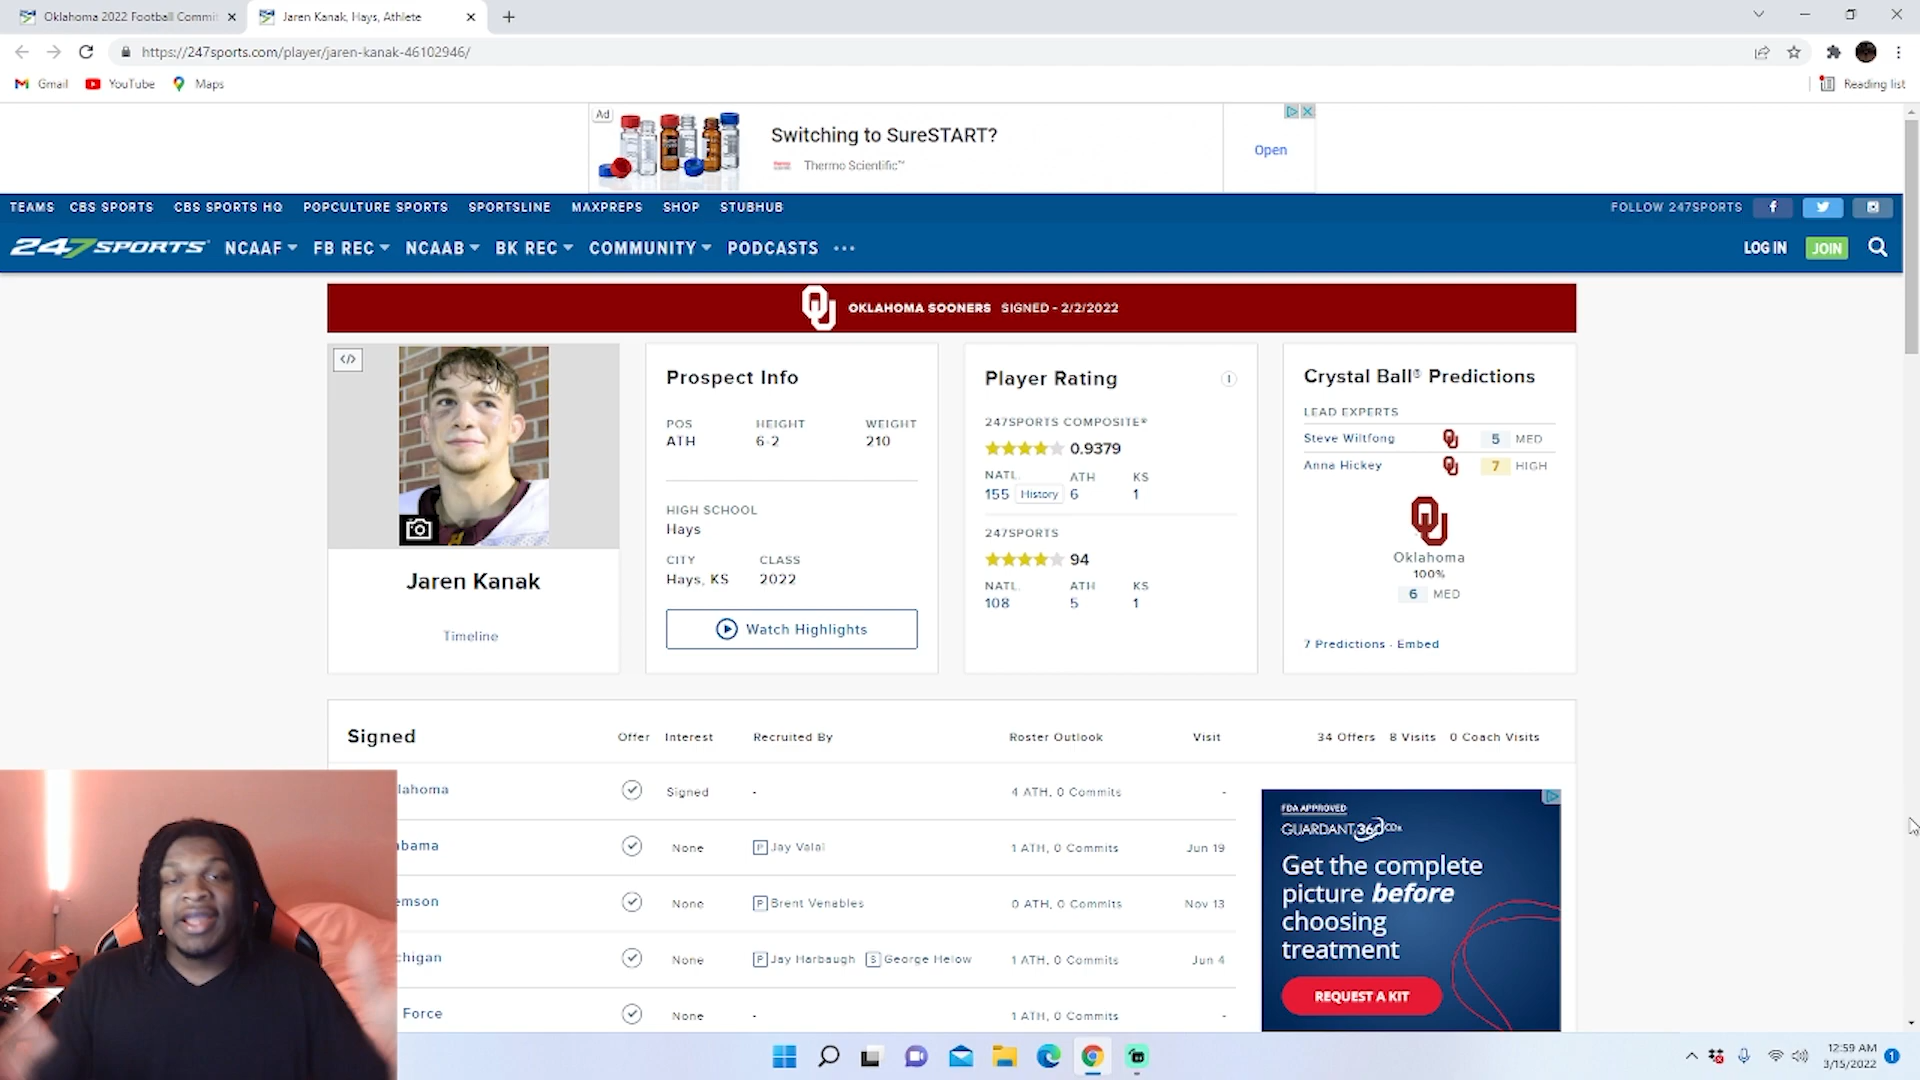 Oklahoma 2022 Football Commit
Jaren Kanak, Hays, Athlete
https://247sports.com/player/jaren-kanak-46102946/
Gmail YouTube Maps Reading list
Ad
Switching to SureSTART?
Thermo Scientific™
Open
TEAMS CBS SPORTS CBS SPORTS HQ POPCULTURE SPORTS SPORTSLINE MAXPREPS SHOP STUBHUB FOLLOW 247SPORTS
247SPORTS NCAAF FB REC NCAAB BK REC COMMUNITY PODCASTS ••• LOG IN JOIN
OU OKLAHOMA SOONERS SIGNED - 2/2/2022
</>
Jaren Kanak
Timeline
Prospect Info
POS HEIGHT WEIGHT
ATH 6-2 210
HIGH SCHOOL
Hays
CITY CLASS
Hays, KS 2022
Watch Highlights
Player Rating
247SPORTS COMPOSITE®
0.9379
NATL. ATH KS
155 History 6 1
247SPORTS
94
NATL. ATH KS
108 5 1
Crystal Ball® Predictions
LEAD EXPERTS
Steve Wiltfong OU 5 MED
Anna Hickey OU 7 HIGH
OU
Oklahoma
100%
6 MED
7 Predictions - Embed
Signed Offer Interest Recruited By Roster Outlook Visit 34 Offers 8 Visits 0 Coach Visits
lahoma Signed - 4 ATH, 0 Commits -
bama None P Jay Valai 1 ATH, 0 Commits Jun 19
emson None P Brent Venables 0 ATH, 0 Commits Nov 13
chigan None P Jay Harbaugh S George Helow 1 ATH, 0 Commits Jun 4
Force None - 1 ATH, 0 Commits -
FDA APPROVED
GUARDANT360 CDx
Get the complete
picture before
choosing
treatment
REQUEST A KIT
12:59 AM
3/15/2022
1